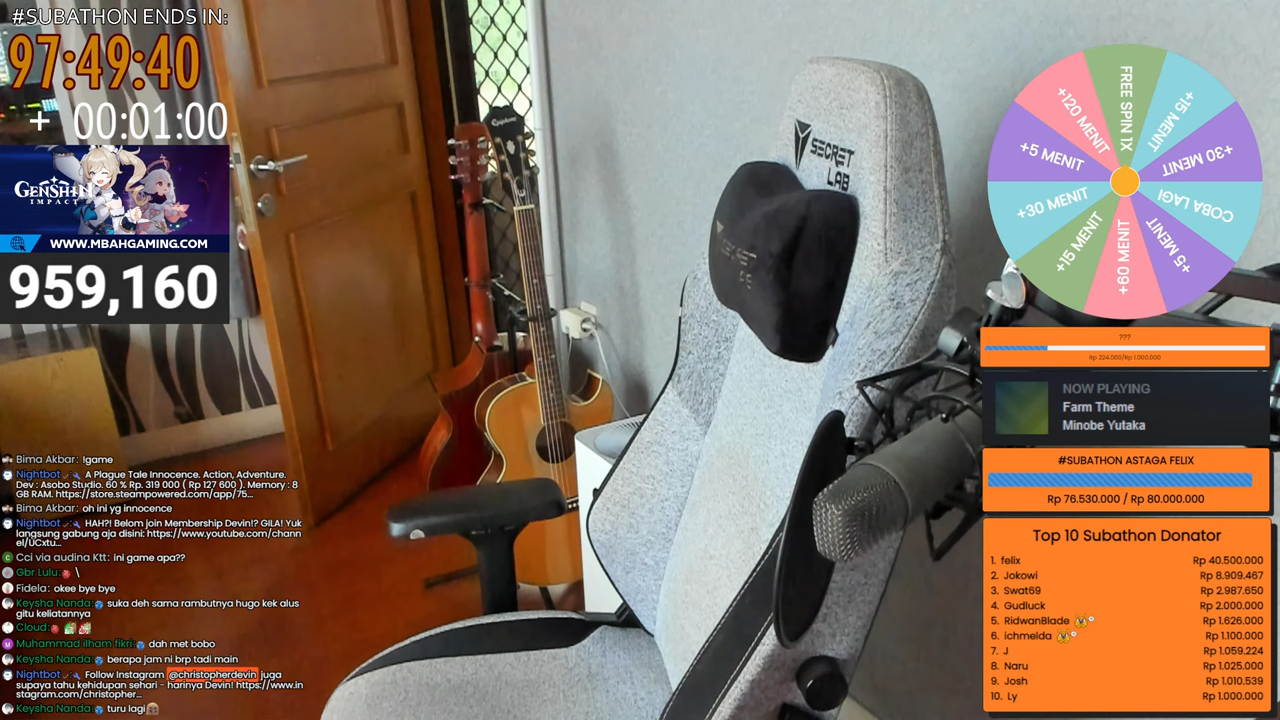 #SUBATHON ENDS IN:
97:49:40
+ 00:01:00
GENSHIN
IMPACT
WWW.MBAHGAMING.COM
959,160
Bima Akbar: !game
Nightbot A Plague Tale Innocence. Action, Adventure.
Dev : Asobo Studio. 60 % Rp. 319 000 ( Rp 127 600 ). Memory : 8
GB RAM. https://store.steampowered.com/app/75...
Bima Akbar: oh ini yg innocence
Nightbot HAH?! Belom join Membership Devin!? GILA! Yuk
langsung gabung aja disini: https://www.youtube.com/chann
el/UCxtu...
Cci via audina Ktt: ini game apa??
Gbr Lulu: \
Fidela: okee bye bye
Keysha Nanda: suka deh sama rambutnya hugo kek alus
gitu keliatannya
Cloud:
Muhammad ilham fikri: dah met bobo
Keysha Nanda: berapa jam ni brp tadi main
Nightbot Follow Instagram @christopherdevin juga
supaya tahu kehidupan sehari - harinya Devin! https://www.in
stagram.com/christopher...
Keysha Nanda: turu lagi
Epiphone
SECRET
LAB
SECRET
FREE SPIN 1X
+15 MENIT
+30 MENIT
COBA LAGI
+5 MENIT
+60 MENIT
+15 MENIT
+30 MENIT
+5 MENIT
+120 MENIT
???
Rp 224.000/Rp 1.000.000
NOW PLAYING
Farm Theme
Minobe Yutaka
#SUBATHON ASTAGA FELIX
Rp 76.530.000 / Rp 80.000.000
Top 10 Subathon Donator
1. felix Rp 40.500.000
2. Jokowi Rp 8.909.467
3. Swat69 Rp 2.987.650
4. Gudluck Rp 2.000.000
5. RidwanBlade Rp 1.626.000
6. ichmelda Rp 1.100.000
7. J Rp 1.059.224
8. Naru Rp 1.025.000
9. Josh Rp 1.010.539
10. Ly Rp 1.000.000